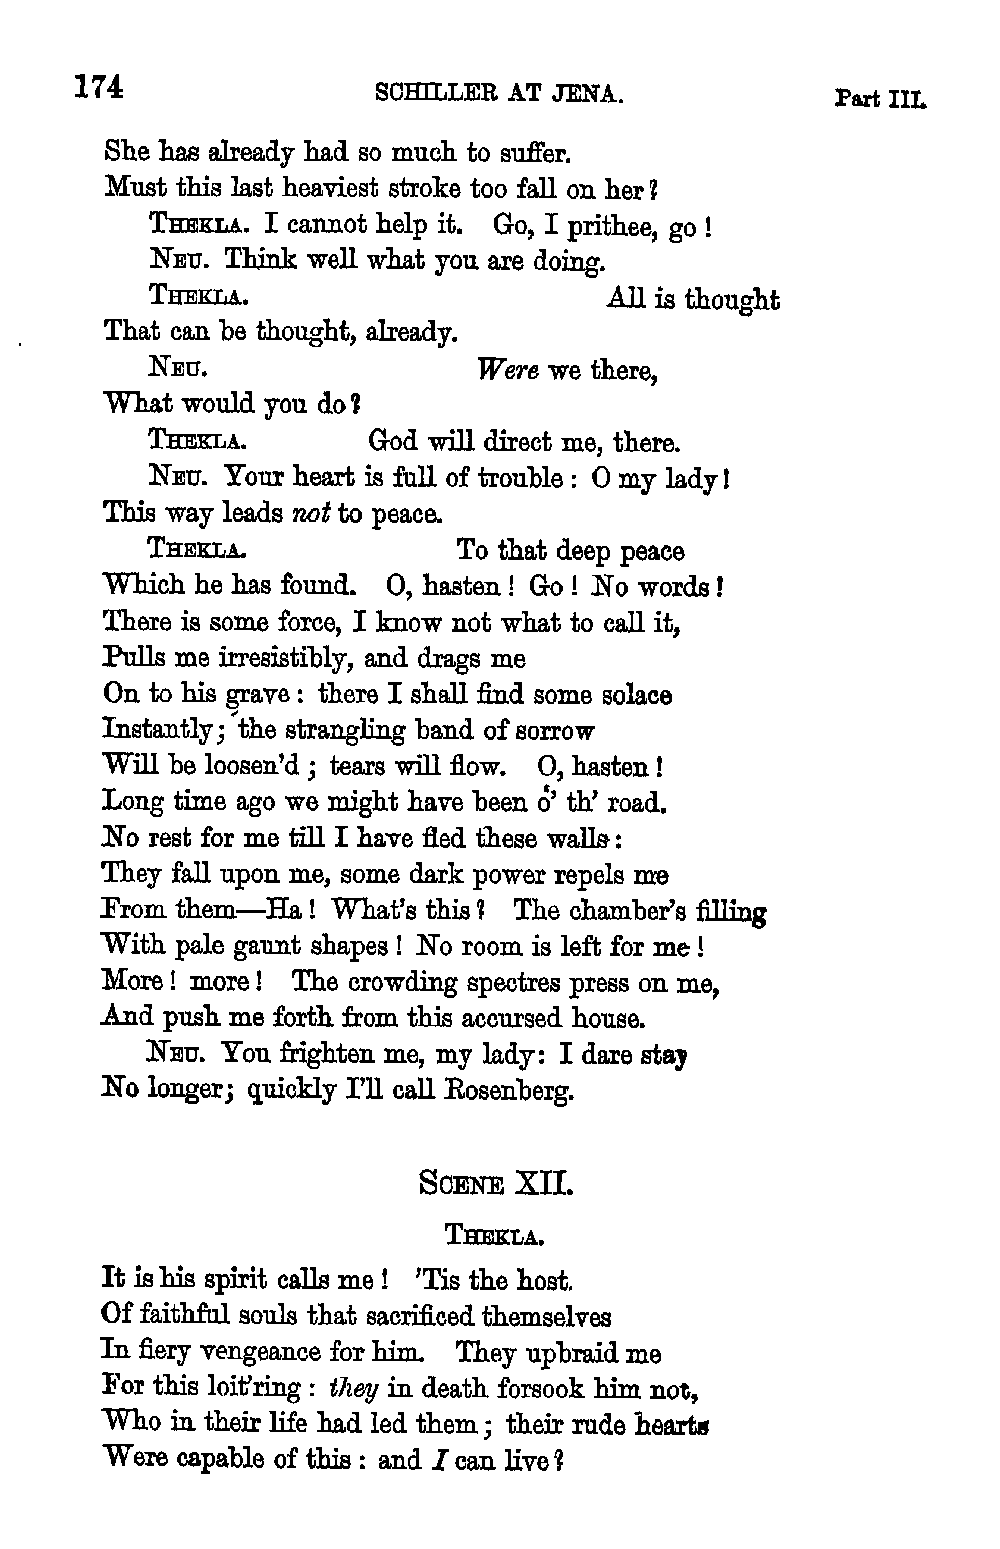 174 SCHILLER AT JENA. Part III.
She has already had so much to suffer.
Must this last heaviest stroke too fall on her?
THEKLA. I cannot help it. Go, I prithee, go!
NEU. Think well what you are doing.
THEKLA. All is thought
That can be thought, already.
NEU. Were we there,
What would you do?
THEKLA. God will direct me, there.
NEU. Your heart is full of trouble: O my lady!
This way leads not to peace.
THEKLA. To that deep peace
Which he has found. O, hasten! Go! No words!
There is some force, I know not what to call it,
Pulls me irresistibly, and drags me
On to his grave: there I shall find some solace
Instantly; the strangling band of sorrow
Will be loosen'd; tears will flow. O, hasten!
Long time ago we might have been o' th' road.
No rest for me till I have fled these walls:
They fall upon me, some dark power repels me
From them—Ha! What's this? The chamber's filling
With pale gaunt shapes! No room is left for me!
More! more! The crowding spectres press on me,
And push me forth from this accursed house.
NEU. You frighten me, my lady: I dare stay
No longer; quickly I'll call Rosenberg.
SCENE XII.
THEKLA.
It is his spirit calls me! 'Tis the host.
Of faithful souls that sacrificed themselves
In fiery vengeance for him. They upbraid me
For this loit'ring: they in death forsook him not,
Who in their life had led them; their rude hearts
Were capable of this: and I can live?